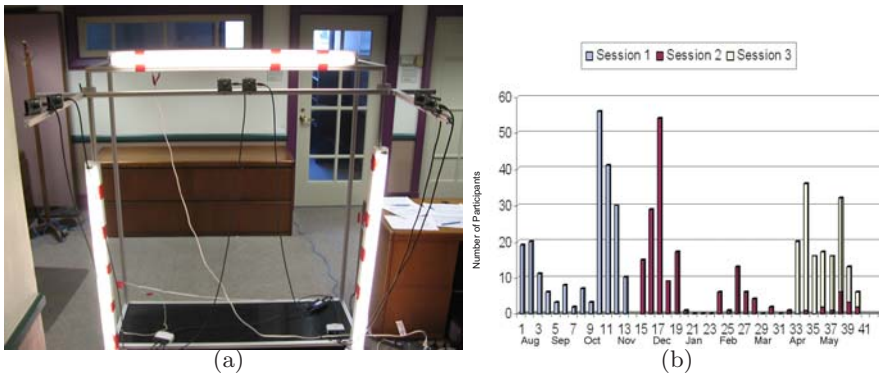 Session 1 Session 2 Session 3
Number of Participants
60
50
40
30
20
10
0
1 3 5 7 9 11 13 15 17 19 21 23 25 27 29 31 33 35 37 39 41
Aug Sep Oct Nov Dec Jan Feb Mar Apr May
(a) (b)